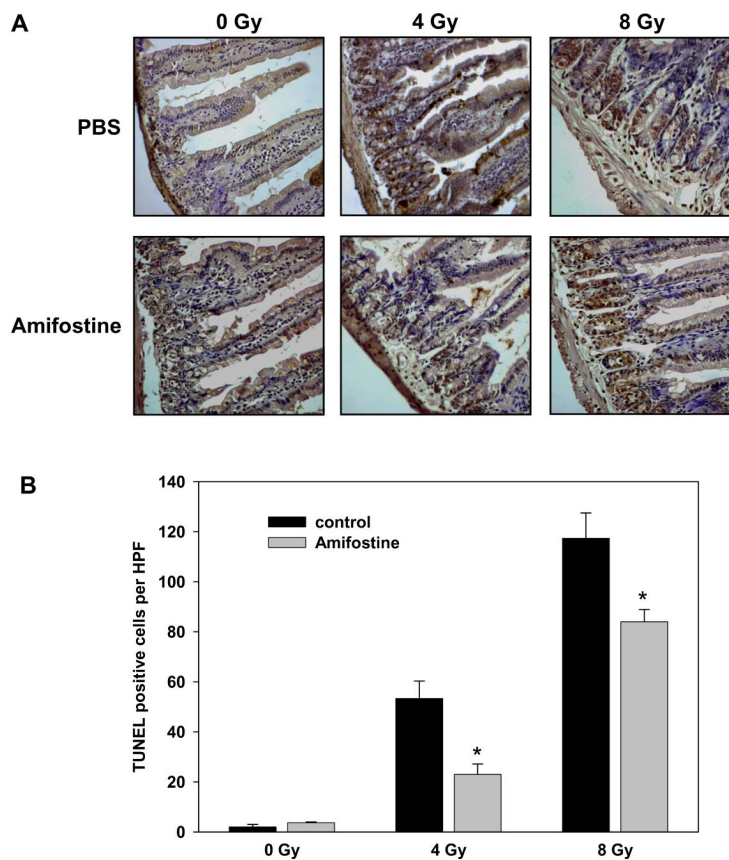 A
0 Gy 4 Gy 8 Gy
PBS
Amifostine
B
140
120
100
80
60
40
20
0
TUNEL positive cells per HPF
control
Amifostine
*
*
0 Gy 4 Gy 8 Gy